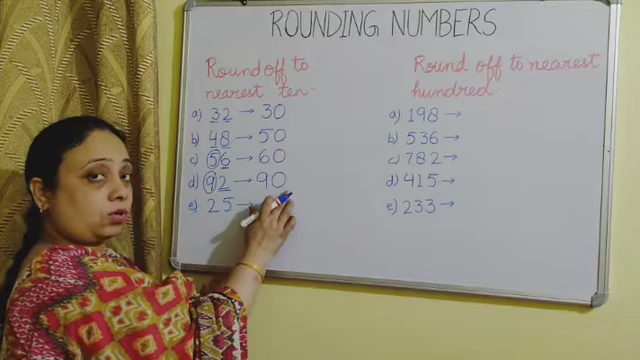 ROUNDING NUMBERS
Round off to
nearest ten.
a) 32 → 30
b) 48 → 50
c) 56 → 60
d) 92 → 90
e) 25 →
Round off to nearest
hundred.
a) 198 →
b) 536 →
c) 782 →
d) 415 →
e) 233 →